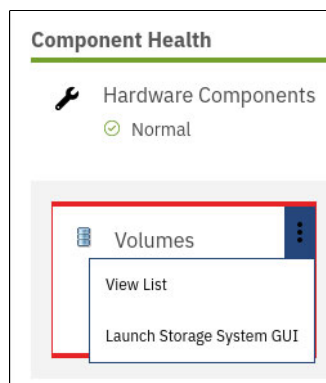 Component Health
Hardware Components
Normal
Volumes
View List
Launch Storage System GUI